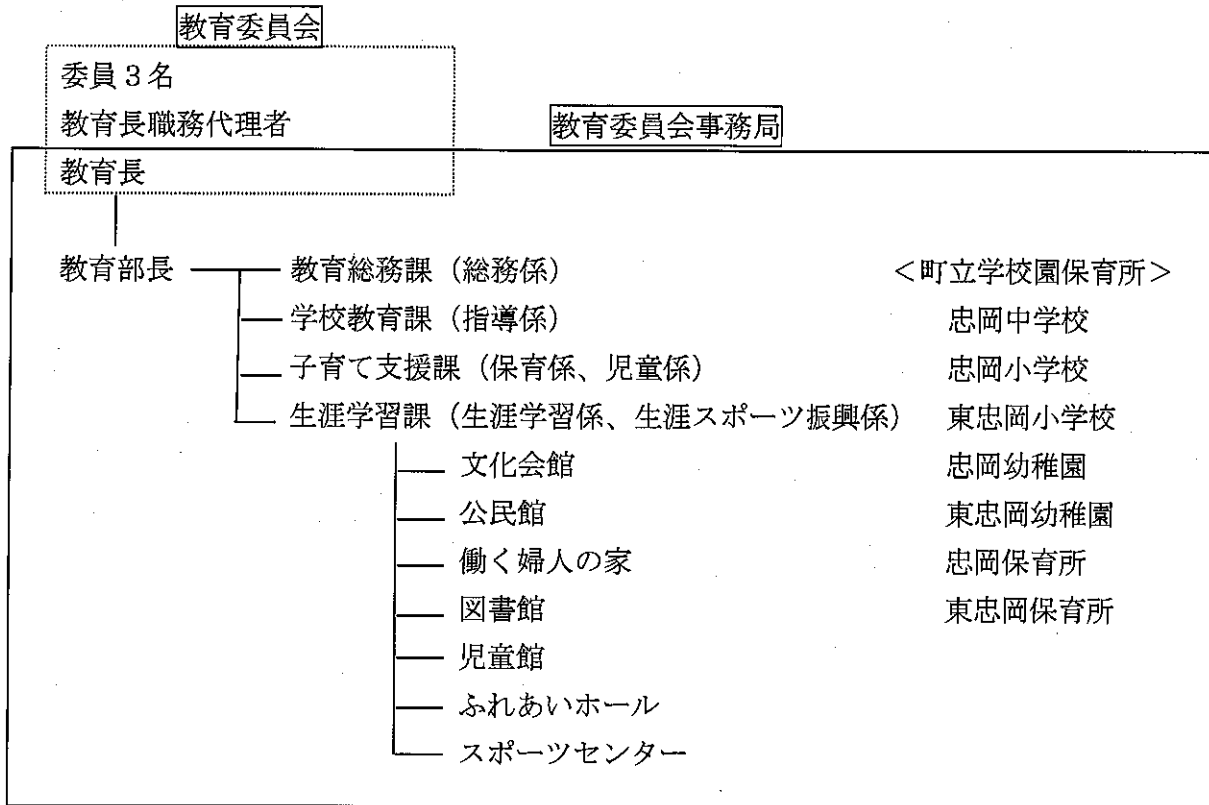 教育委員会
委員3名
教育長職務代理者
教育委員会事務局
教育長
教育部長
教育総務課(総務係)
<町立学校園保育所>
学校教育課(指導係)
忠岡中学校
子育て支援課(保育係、児童係)
忠岡小学校
生涯学習課(生涯学習係、生涯スポーツ振興係)
東忠岡小学校
文化会館
忠岡幼稚園
公民館
東忠岡幼稚園
働く婦人の家
忠岡保育所
図書館
東忠岡保育所
児童館
ふれあいホール
スポーツセンター